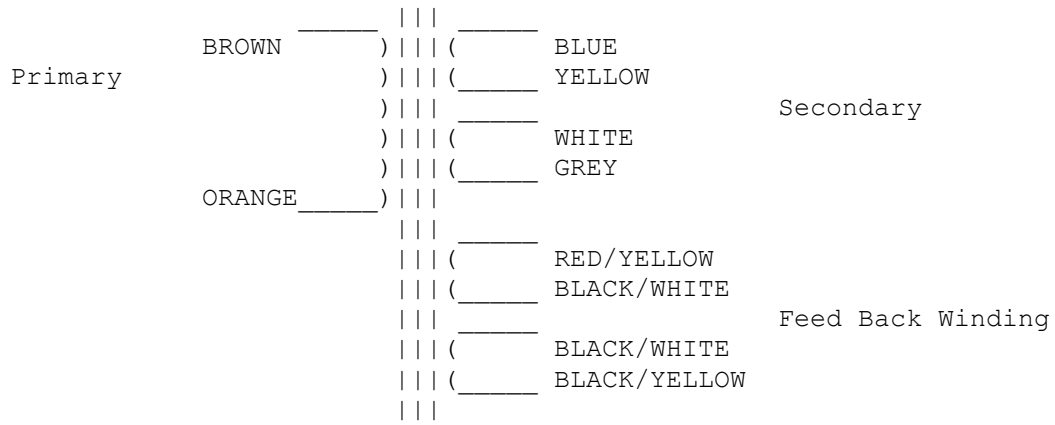 BROWN BLUE
Primary YELLOW
Secondary
WHITE
GREY
ORANGE
RED/YELLOW
BLACK/WHITE
Feed Back Winding
BLACK/WHITE
BLACK/YELLOW